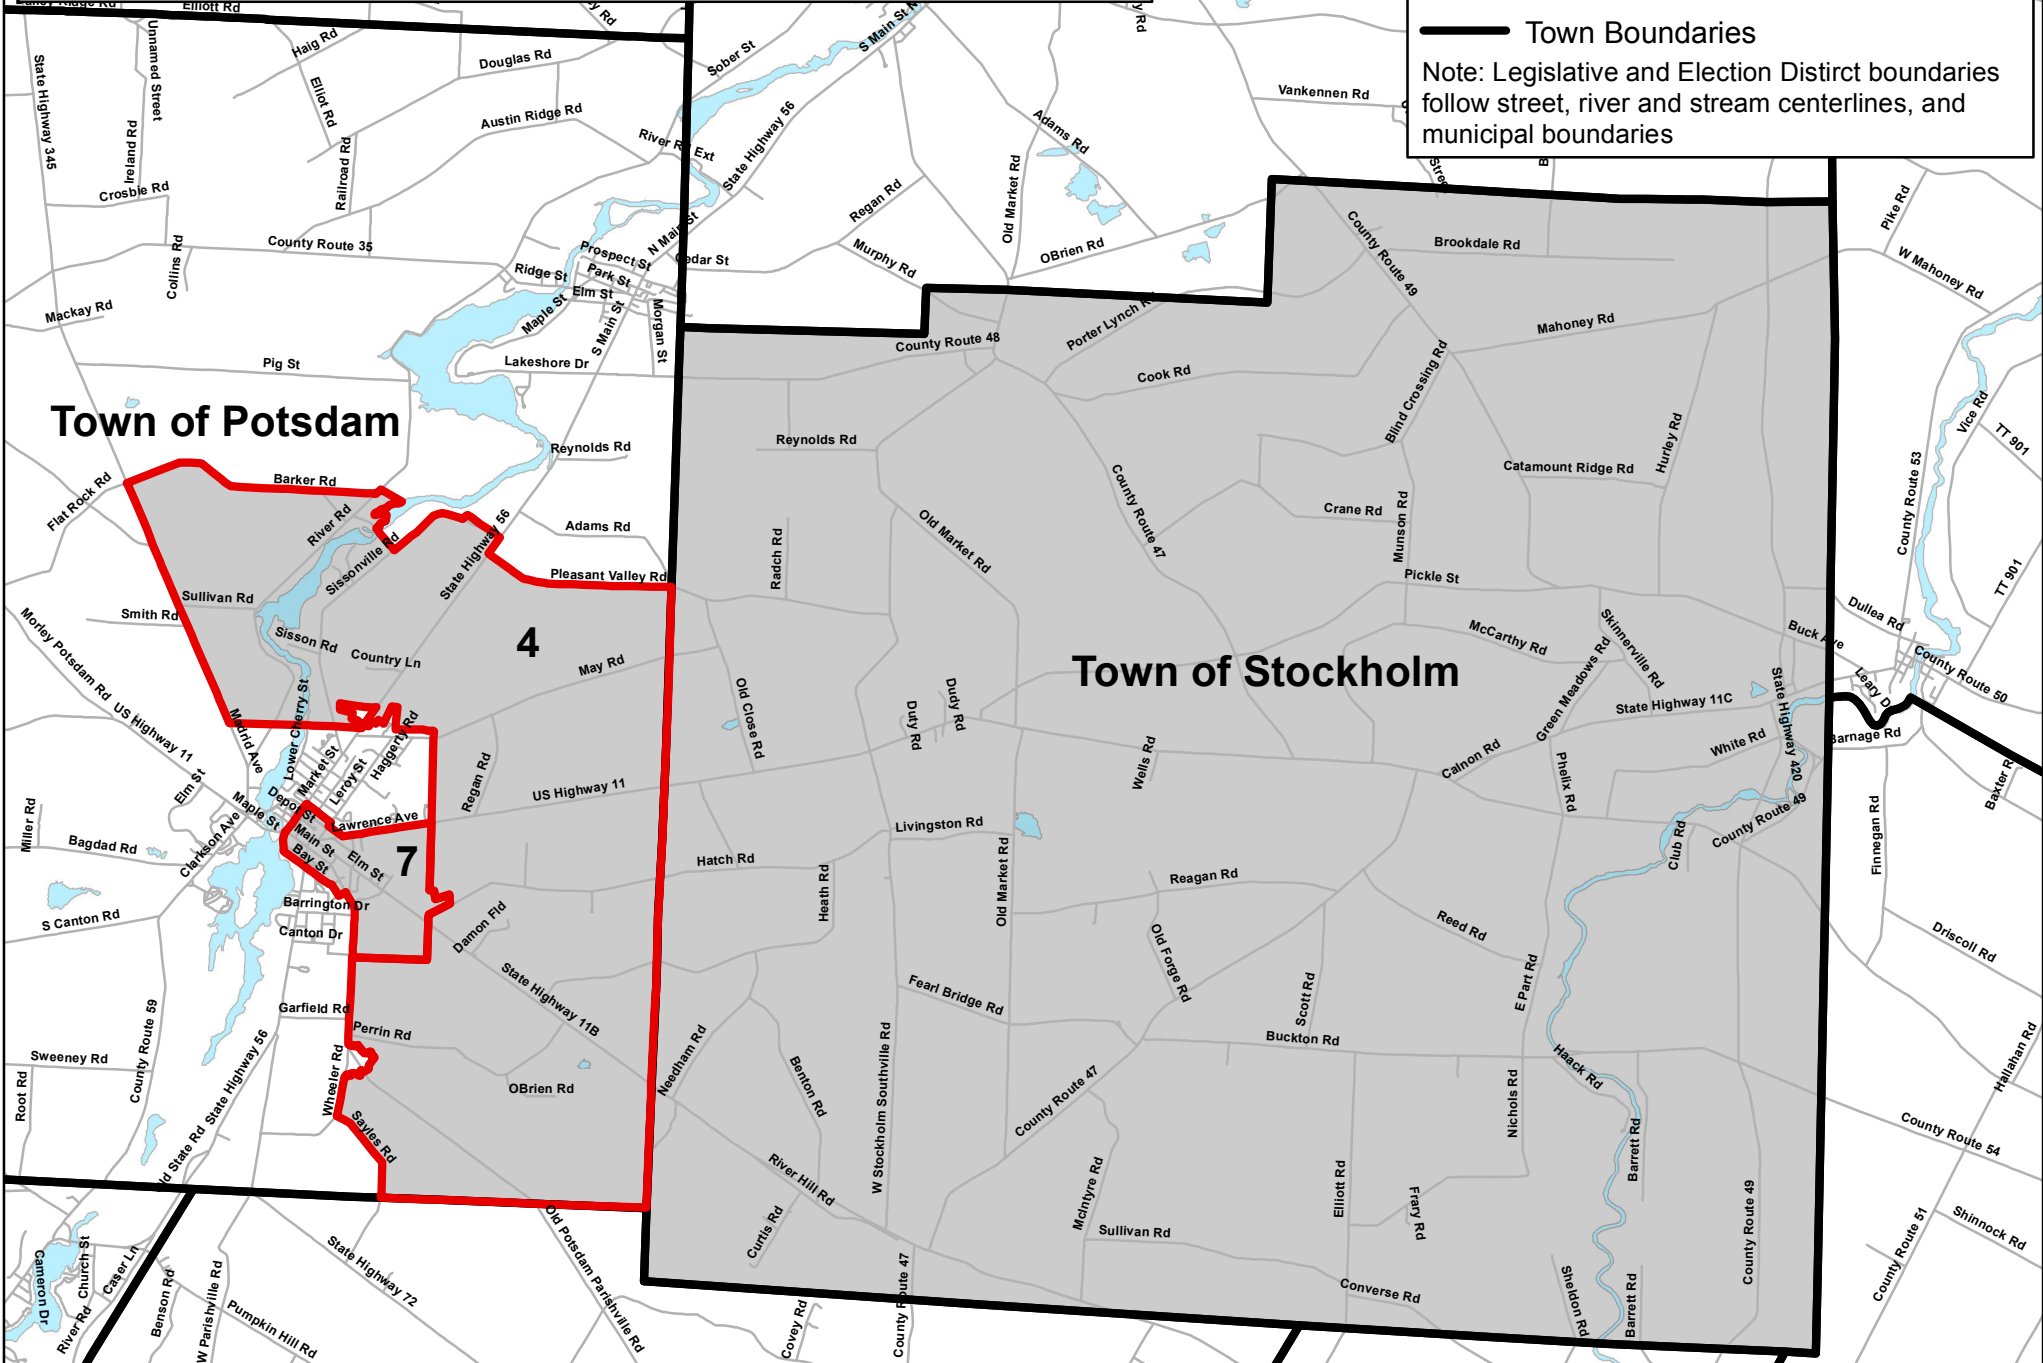 Town Boundaries
Note: Legislative and Election Distirct boundaries
follow street, river and stream centerlines, and
municipal boundaries
Elliott Rd
State Highway 345
Unnamed Street
Haig Rd
Elliot Rd
Douglas Rd
Austin Ridge Rd
Ireland Rd
Railroad Rd
Crosbie Rd
Collins Rd
County Route 35
Mackay Rd
Pig St
Sober St
S Main St
River Rd Ext
State Highway 56
N Main St
Cedar St
Prospect St
Ridge St
Park St
Elm St
Maple St
S Main St
Morgan St
Lakeshore Dr
Adams Rd
Old Market Rd
Regan Rd
Murphy Rd
OBrien Rd
Vankennen Rd
County Route 49
Brookdale Rd
Pike Rd
W Mahoney Rd
Town of Potsdam
Reynolds Rd
Flat Rock Rd
Barker Rd
River Rd
Sissonville Rd
State Highway 56
Adams Rd
Pleasant Valley Rd
Sullivan Rd
Smith Rd
Sisson Rd
Country Ln
4
May Rd
Morley Potsdam Rd
US Highway 11
Madrid Ave
Lower Cherry St
Market St
Leroy St
Haggerty Rd
Regan Rd
US Highway 11
Elm St
Maple St
Depot St
Lawrence Ave
Main St
Bay St
Elm St
7
Miller Rd
Bagdad Rd
Clarkson Ave
S Canton Rd
Barrington Dr
Canton Dr
Damon Fld
State Highway 11B
Garfield Rd
Perrin Rd
County Route 59
Sweeney Rd
Root Rd
Wheeler Rd
OBrien Rd
Sayles Rd
State Highway 56
Old Potsdam Parishville Rd
State Highway 72
Cameron Dr
Church St
Caser Ln
River Rd
Benson Rd
W Parishville Rd
Pumpkin Hill Rd
County Route 48
Porter Lynch Rd
Cook Rd
Mahoney Rd
Blind Crossing Rd
Reynolds Rd
Hurley Rd
Catamount Ridge Rd
County Route 47
Crane Rd
Munson Rd
Radch Rd
Old Market Rd
Pickle St
McCarthy Rd
Skinnerville Rd
Green Meadows Rd
Town of Stockholm
State Highway 11C
State Highway 420
Buck Ave
Old Close Rd
Duty Rd
Dudy Rd
Wells Rd
Calnon Rd
Phelix Rd
White Rd
County Route 49
Club Rd
Livingston Rd
Hatch Rd
Heath Rd
Old Market Rd
Reagan Rd
Old Forge Rd
Reed Rd
Scott Rd
E Part Rd
Fearl Bridge Rd
Buckton Rd
Haack Rd
Needham Rd
Benton Rd
W Stockholm Southville Rd
County Route 47
Nichols Rd
Barrett Rd
River Hill Rd
McIntyre Rd
Elliott Rd
Frary Rd
County Route 49
Curtis Rd
Sullivan Rd
Converse Rd
Sheldon Rd
Barrett Rd
Covey Rd
County Route 47
Vice Rd
TT 901
County Route 53
TT 901
Dullea Rd
County Route 50
Leary Dr
Barnage Rd
Finnegan Rd
Driscoll Rd
Hallahan Rd
County Route 54
County Route 51
Shinnock Rd